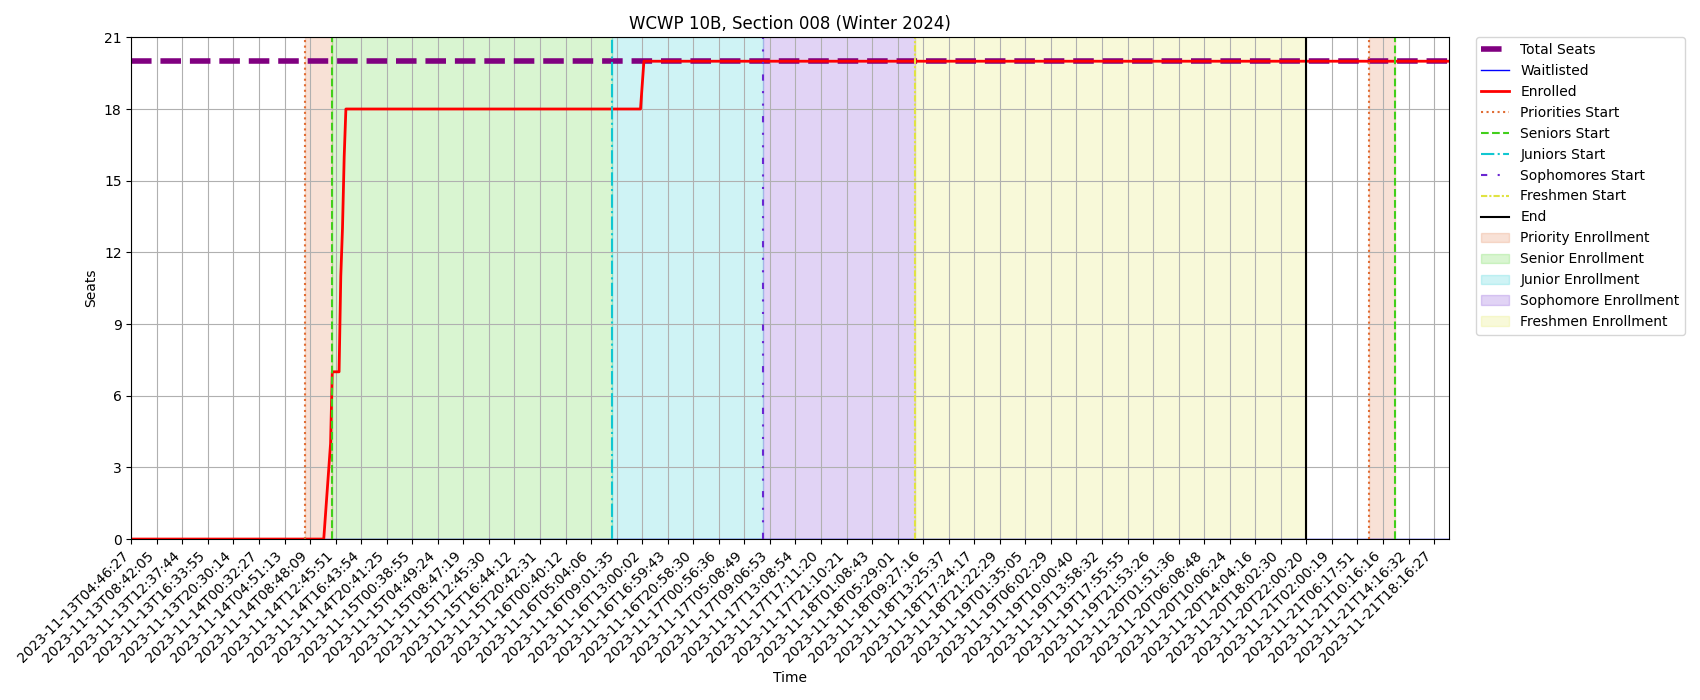 WCWP 10B, Section 008 (Winter 2024)
21
18
15
12
9
6
3
0
Seats
2023-11-13T04:46:27
2023-11-13T08:42:05
2023-11-13T12:37:44
2023-11-13T16:33:55
2023-11-13T20:30:14
2023-11-14T00:32:27
2023-11-14T04:51:13
2023-11-14T08:48:09
2023-11-14T12:45:51
2023-11-14T16:43:54
2023-11-14T20:41:25
2023-11-15T00:38:55
2023-11-15T04:49:24
2023-11-15T08:47:19
2023-11-15T12:45:30
2023-11-15T16:44:12
2023-11-15T20:42:31
2023-11-16T00:40:12
2023-11-16T05:04:06
2023-11-16T09:01:35
2023-11-16T13:00:02
2023-11-16T16:59:43
2023-11-16T20:58:30
2023-11-17T00:56:36
2023-11-17T05:08:49
2023-11-17T09:06:53
2023-11-17T13:08:54
2023-11-17T17:11:20
2023-11-17T21:10:21
2023-11-18T01:08:43
2023-11-18T05:29:01
2023-11-18T09:27:16
2023-11-18T13:25:37
2023-11-18T17:24:17
2023-11-18T21:22:29
2023-11-19T01:35:05
2023-11-19T06:02:29
2023-11-19T10:00:40
2023-11-19T13:58:32
2023-11-19T17:55:55
2023-11-19T21:53:26
2023-11-20T01:51:36
2023-11-20T06:08:48
2023-11-20T10:06:24
2023-11-20T14:04:16
2023-11-20T18:02:30
2023-11-20T22:00:20
2023-11-21T02:00:19
2023-11-21T06:17:51
2023-11-21T10:16:16
2023-11-21T14:16:32
2023-11-21T18:16:27
Time
Total Seats
Waitlisted
Enrolled
Priorities Start
Seniors Start
Juniors Start
Sophomores Start
Freshmen Start
End
Priority Enrollment
Senior Enrollment
Junior Enrollment
Sophomore Enrollment
Freshmen Enrollment